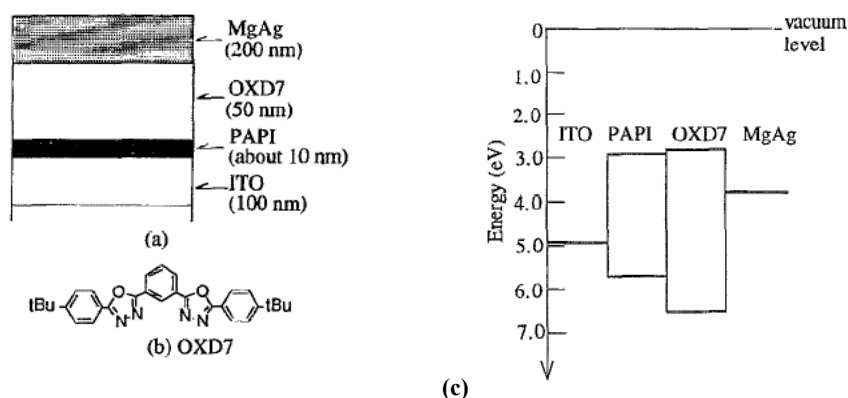 MgAg
(200 nm)
OXD7
(50 nm)
PAPI
(about 10 nm)
ITO
(100 nm)
(a)
tBu
O
N-N
O
N-N
tBu
(b) OXD7
Energy (eV)
0
1.0
2.0
3.0
4.0
5.0
6.0
7.0
vacuum
level
ITO PAPI OXD7 MgAg
(c)